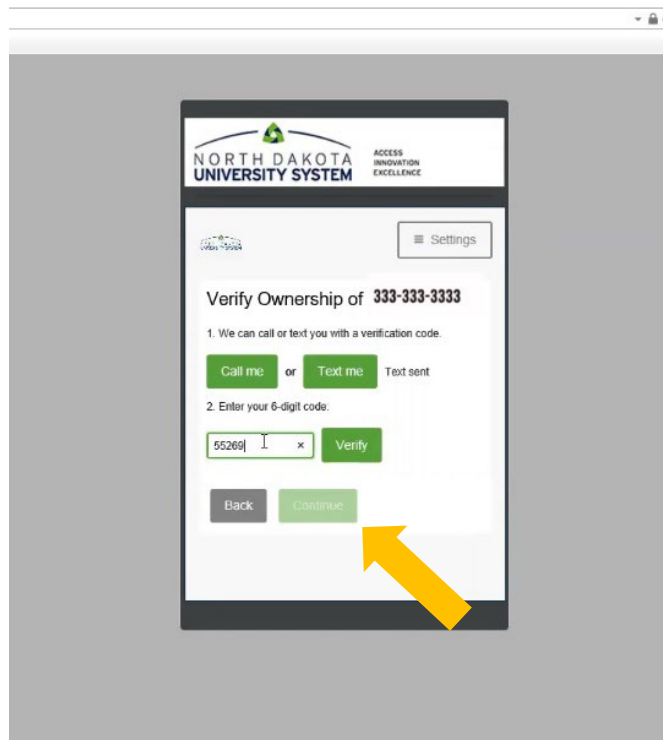 NORTH DAKOTA
UNIVERSITY SYSTEM
ACCESS
INNOVATION
EXCELLENCE
≡ Settings
Verify Ownership of 333-333-3333
1. We can call or text you with a verification code.
Call me or Text me Text sent
2. Enter your 6-digit code:
55269 × Verify
Back Continue